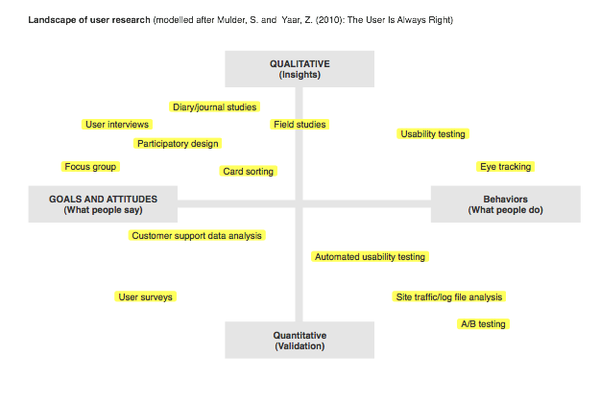 Landscape of user research (modelled after Mulder, S. and Yaar, Z. (2010): The User Is Always Right)
QUALITATIVE
(Insights)
Diary/journal studies
User interviews
Field studies
Usability testing
Participatory design
Focus group
Card sorting
Eye tracking
GOALS AND ATTITUDES
(What people say)
Behaviors
(What people do)
Customer support data analysis
Automated usability testing
User surveys
Site traffic/log file analysis
A/B testing
Quantitative
(Validation)